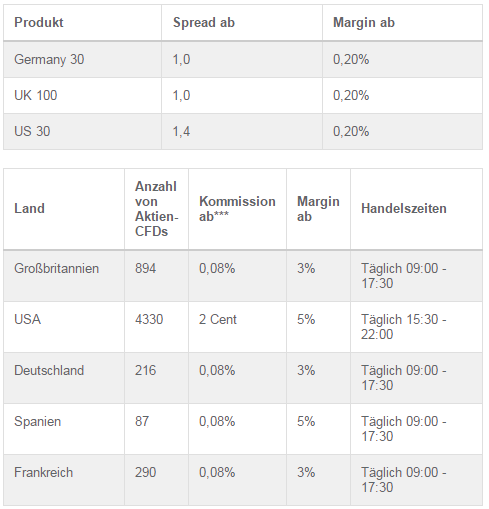 Produkt Spread ab Margin ab
Germany 30 1,0 0,20%
UK 100 1,0 0,20%
US 30 1,4 0,20%
Land Anzahl von Aktien-CFDs Kommission ab*** Margin ab Handelszeiten
Großbritannien 894 0,08% 3% Täglich 09:00 - 17:30
USA 4330 2 Cent 5% Täglich 15:30 - 22:00
Deutschland 216 0,08% 3% Täglich 09:00 - 17:30
Spanien 87 0,08% 5% Täglich 09:00 - 17:30
Frankreich 290 0,08% 3% Täglich 09:00 - 17:30